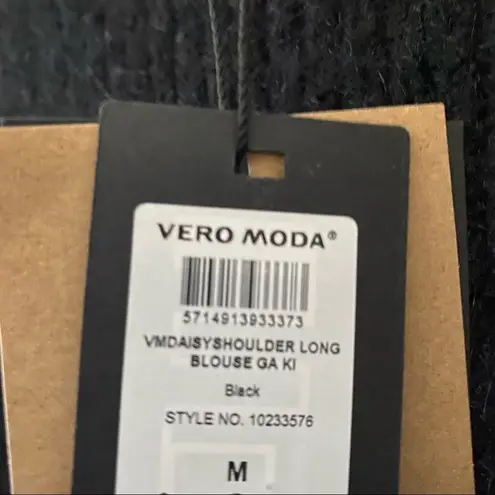 VERO MODA®
5714913933373
VMDAISYSHOULDER LONG
BLOUSE GA KI
Black
STYLE NO. 10233576
M